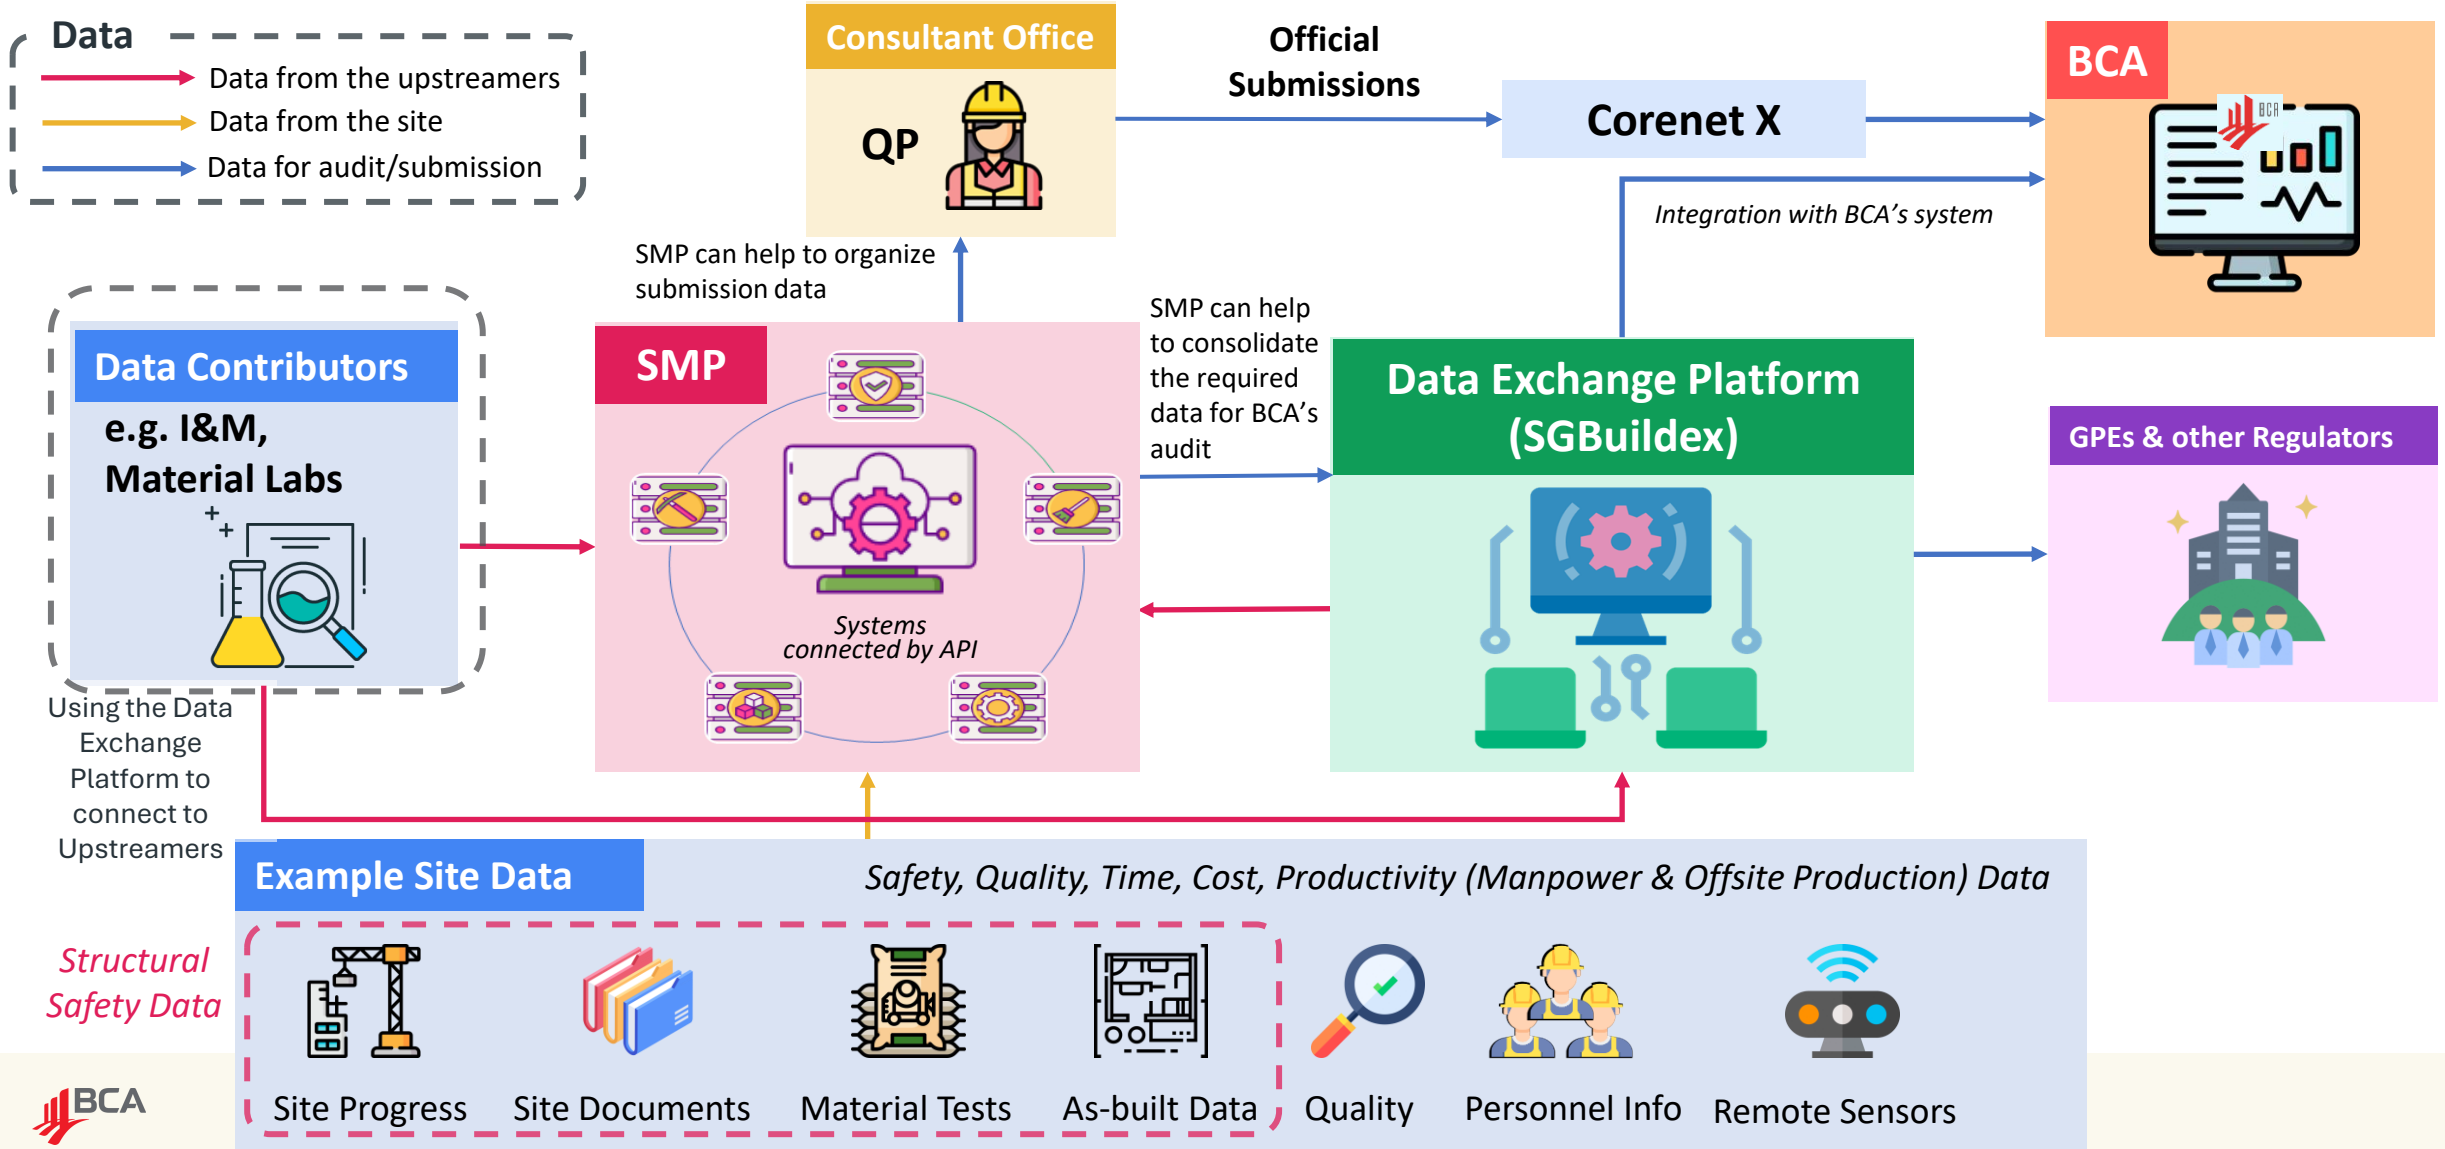 Data
Data from the upstreamers
Data from the site
Data for audit/submission
Consultant Office
QP
Official
Submissions
Corenet X
BCA
BCA
Integration with BCA's system
SMP can help to organize
submission data
SMP can help
to consolidate
the required
data for BCA's
audit
Data Contributors
e.g. I&M,
Material Labs
SMP
Systems
connected by API
Data Exchange Platform
(SGBuildex)
GPEs & other Regulators
Using the Data
Exchange
Platform to
connect to
Upstreamers
Example Site Data
Safety, Quality, Time, Cost, Productivity (Manpower & Offsite Production) Data
Structural
Safety Data
Site Progress
Site Documents
Material Tests
As-built Data
Quality
Personnel Info
Remote Sensors
BCA